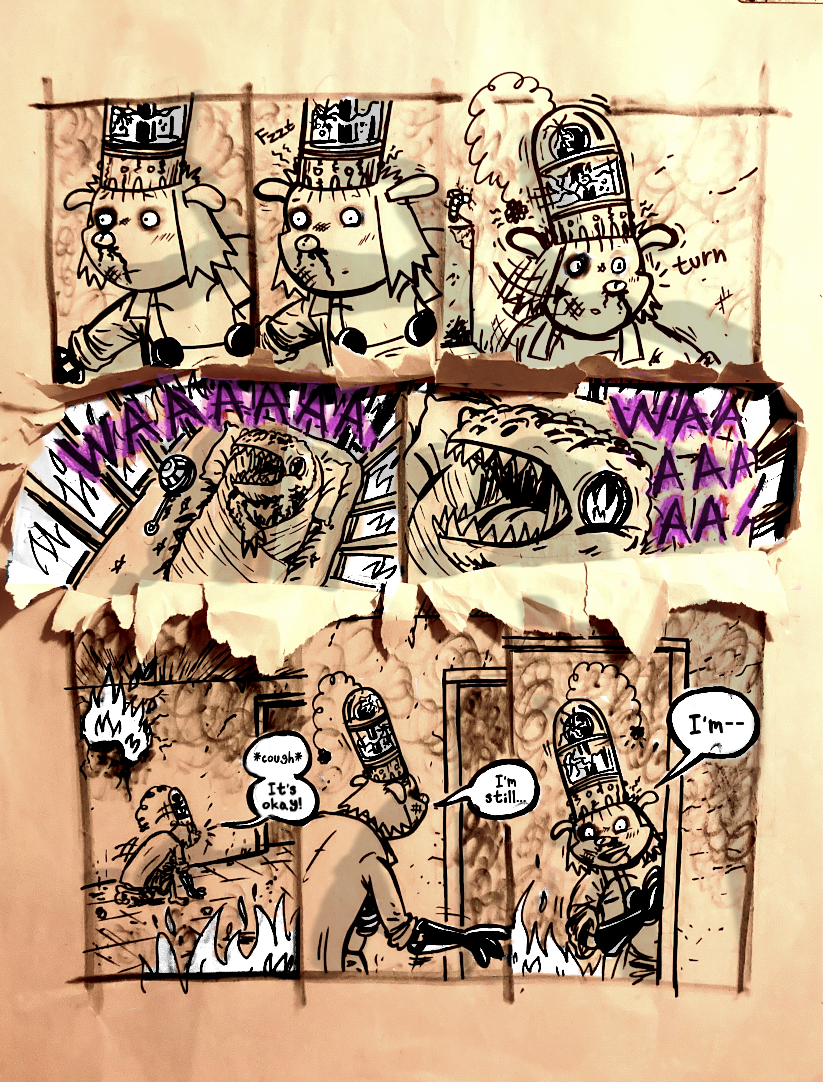 Fzzt
turn
WAAAAAAA
WAA
AAA
AA
*cough*
It's
okay!
I'm
still...
I'm--